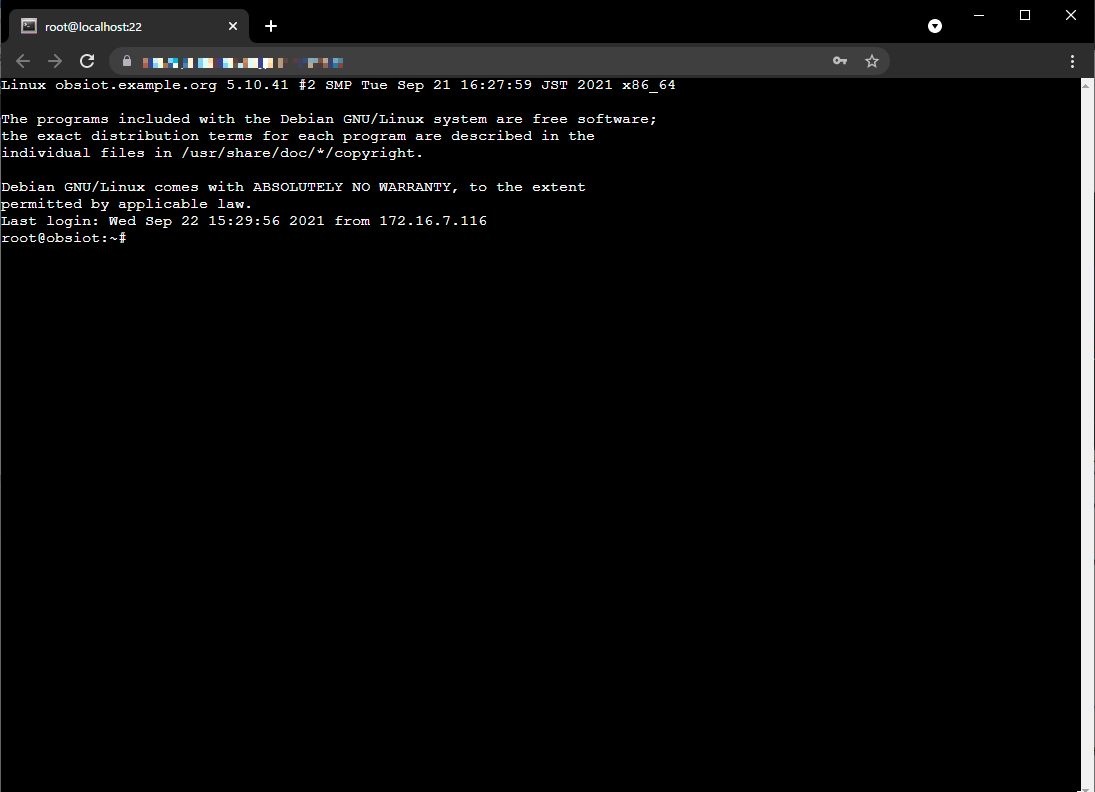 root@localhost:22
Linux obsiot.example.org 5.10.41 #2 SMP Tue Sep 21 16:27:59 JST 2021 x86_64
The programs included with the Debian GNU/Linux system are free software;
the exact distribution terms for each program are described in the
individual files in /usr/share/doc/*/copyright.
Debian GNU/Linux comes with ABSOLUTELY NO WARRANTY, to the extent
permitted by applicable law.
Last login: Wed Sep 22 15:29:56 2021 from 172.16.7.116
root@obsiot:~#